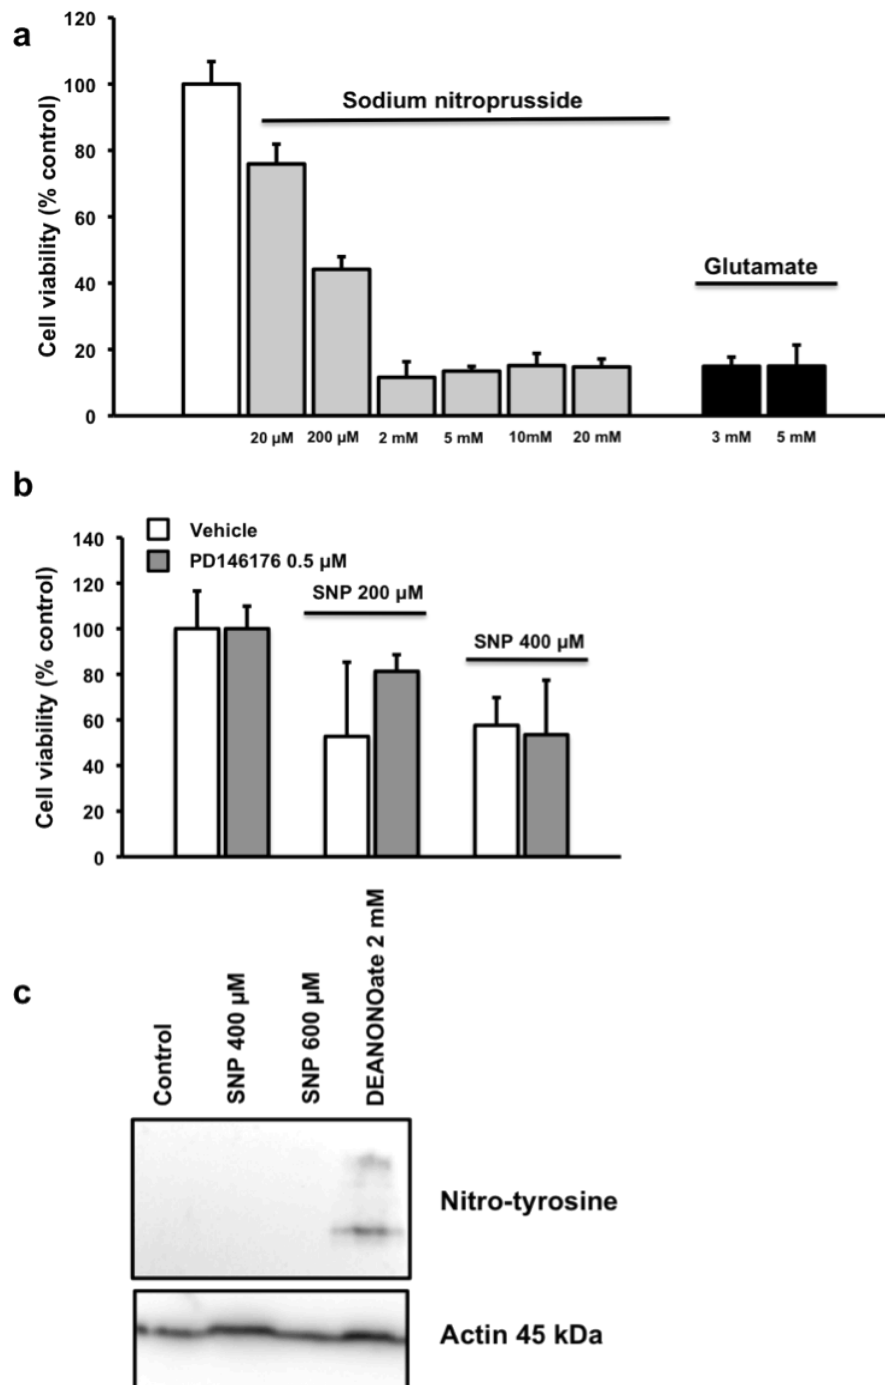 a
Cell viability (% control)
120
100
80
60
40
20
0
Sodium nitroprusside
Glutamate
20 µM 200 µM 2 mM 5 mM 10mM 20 mM 3 mM 5 mM
b
Cell viability (% control)
140
120
100
80
60
40
20
0
Vehicle
PD146176 0.5 µM
SNP 200 µM
SNP 400 µM
c
Control
SNP 400 µM
SNP 600 µM
DEANONOate 2 mM
Nitro-tyrosine
Actin 45 kDa